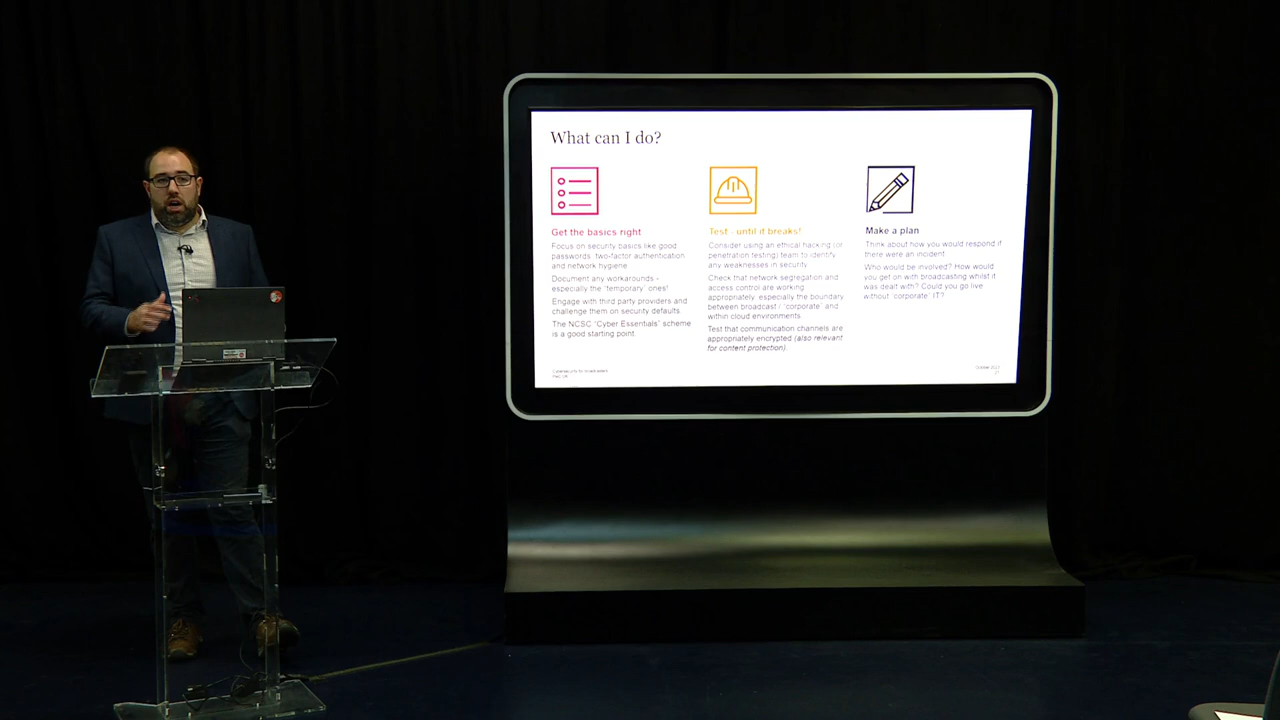 What can I do?
Get the basics right
Focus on security basics like good
passwords, two-factor authentication
and network hygiene
Document any workarounds -
especially the 'temporary' ones!
Engage with third party providers and
challenge them on security defaults.
The NCSC "Cyber Essentials" scheme
is a good starting point.
Test - until it breaks!
Consider using an ethical hacking (or
penetration testing) team to identify
any weaknesses in security
Check that network segregation and
access control are working
appropriately, especially the boundary
between broadcast / "corporate" and
within cloud environments.
Test that communication channels are
appropriately encrypted (also relevant
for content protection).
Make a plan
Think about how you would respond if
there were an incident
Who would be involved? How would
you get on with broadcasting whilst it
was dealt with? Could you go live
without 'corporate' IT?
Cybersecurity for broadcasters
PwC UK
October